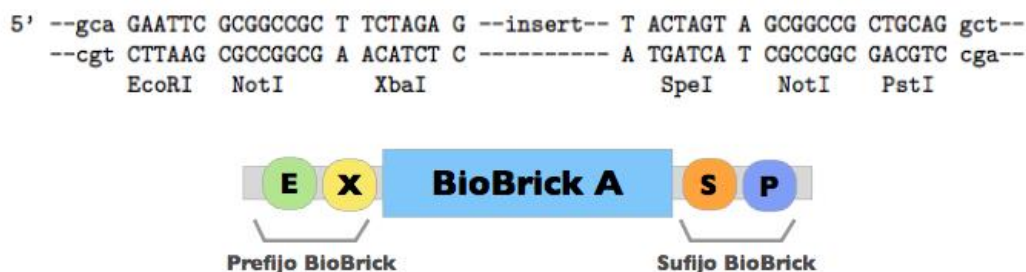 5' --gca GAATTC GCGGCCGC T TCTAGA G --insert-- T ACTAGT A GCGGCCG CTGCAG gct--
--cgt CTTAAG CGCCGGCG A ACATCT C ---------- A TGATCA T CGCCGGC GACGTC cga--
EcoRI NotI XbaI SpeI NotI PstI
E X BioBrick A S P
Prefijo BioBrick Sufijo BioBrick